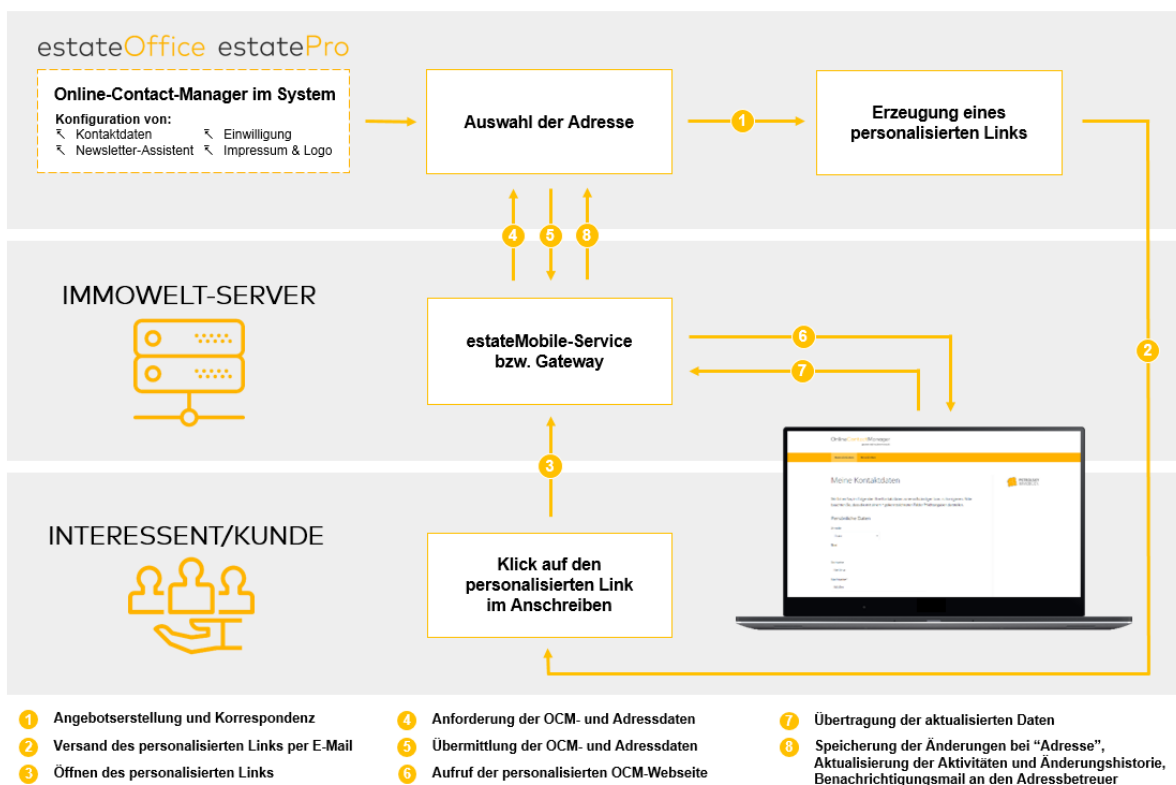 estateOffice estatePro
Online-Contact-Manager im System
Konfiguration von:
Kontaktdaten
Einwilligung
Newsletter-Assistent
Impressum & Logo
Auswahl der Adresse
1
Erzeugung eines
personalisierten Links
4
5
8
IMMOWELT-SERVER
estateMobile-Service
bzw. Gateway
6
7
2
3
OnlineContactManager
Meine Kontaktdaten
Persönliche Daten
INTERESSENT/KUNDE
Klick auf den
personalisierten Link
im Anschreiben
1 Angebotserstellung und Korrespondenz
2 Versand des personalisierten Links per E-Mail
3 Öffnen des personalisierten Links
4 Anforderung der OCM- und Adressdaten
5 Übermittlung der OCM- und Adressdaten
6 Aufruf der personalisierten OCM-Webseite
7 Übertragung der aktualisierten Daten
8 Speicherung der Änderungen bei “Adresse”,
Aktualisierung der Aktivitäten und Änderungshistorie,
Benachrichtigungsmail an den Adressbetreuer